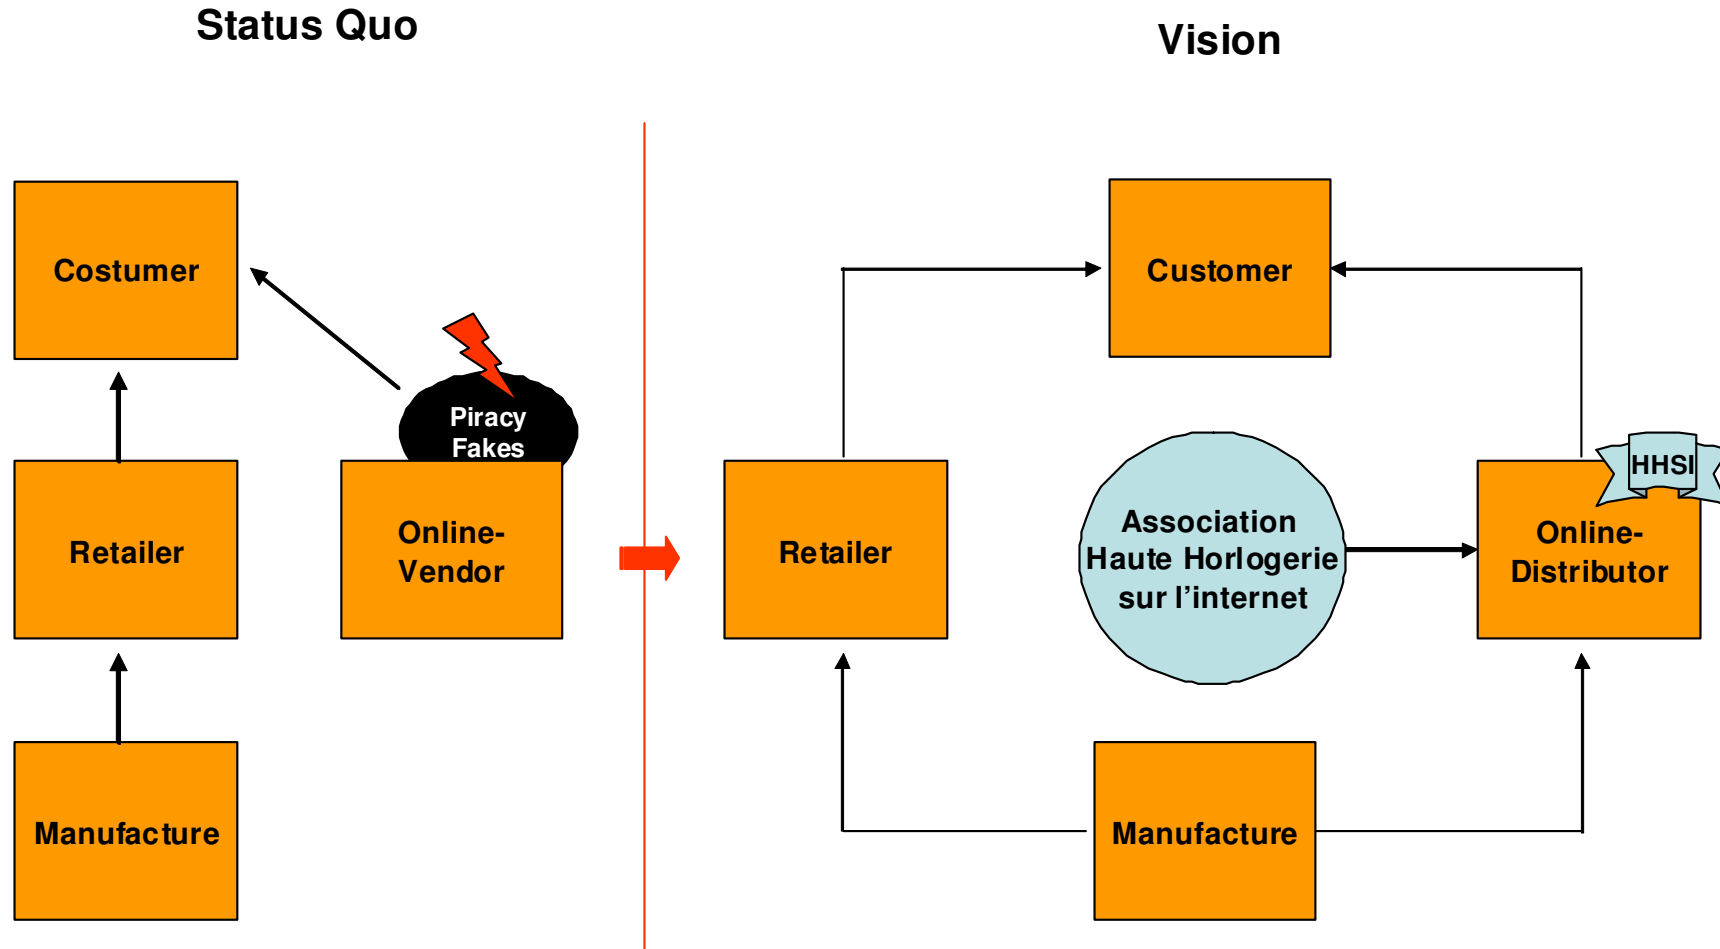 Status Quo
Costumer
Piracy
Fakes
Retailer
Online-
Vendor
Manufacture
Vision
Customer
HHSI
Retailer
Association
Haute Horlogerie
sur l’internet
Online-
Distributor
Manufacture